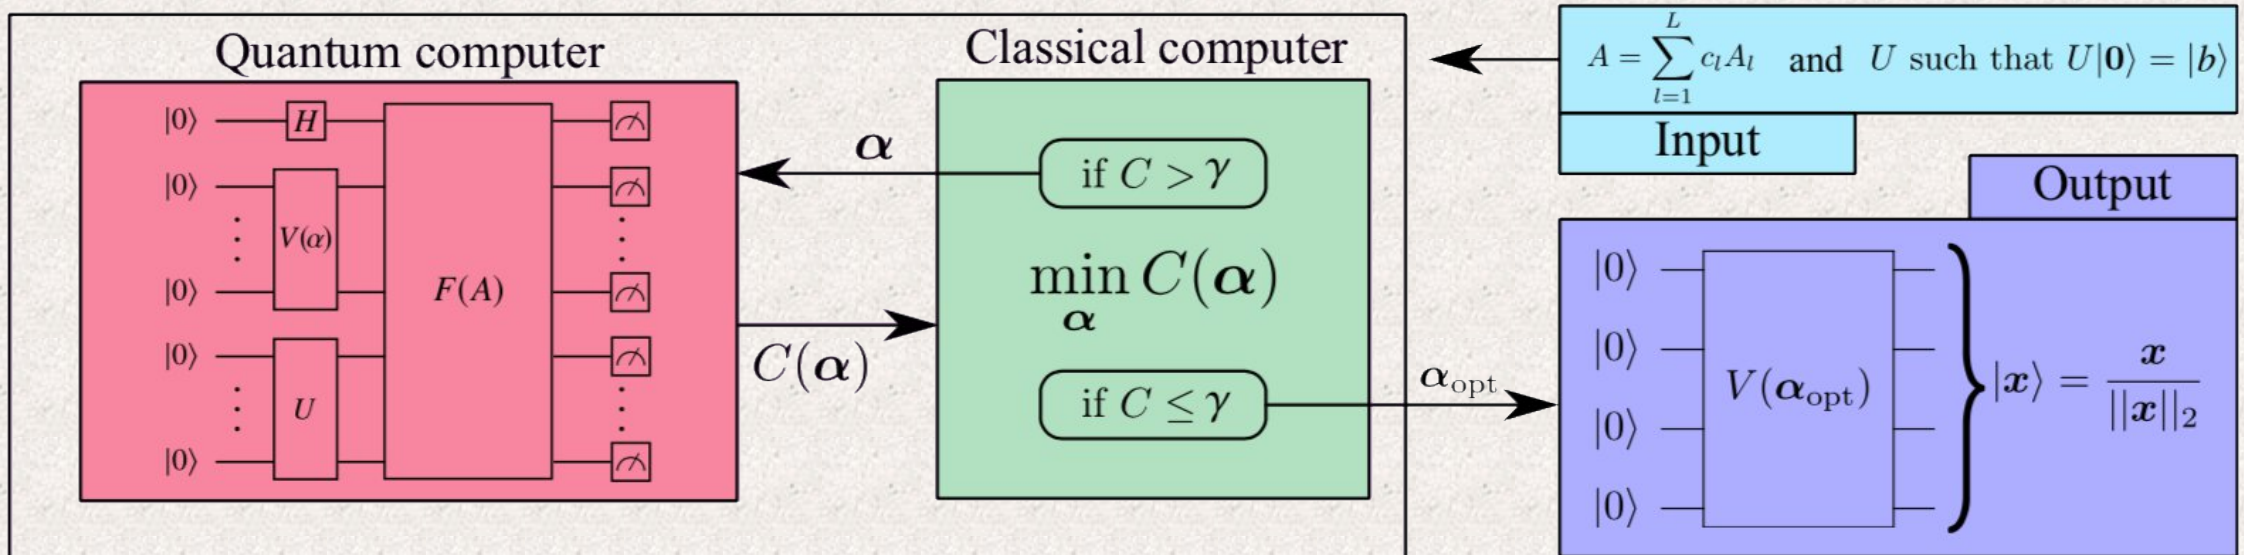 Quantum computer
|0⟩ H
|0⟩
V(α)
|0⟩
F(A)
|0⟩
U
|0⟩
α
C(α)
Classical computer
if C > γ
min C(α)
α
if C ≤ γ
A = ∑ c_l A_l and U such that U|0⟩ = |b⟩
L
l=1
Input
α_opt
Output
|0⟩
|0⟩
|0⟩
|0⟩
V(α_opt)
|x⟩ = x / ||x||₂